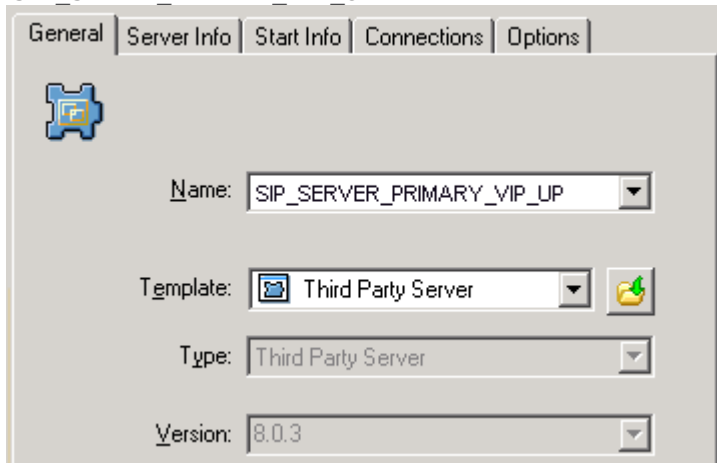 General Server Info Start Info Connections Options
Name: SIP_SERVER_PRIMARY_VIP_UP
Template: Third Party Server
Type: Third Party Server
Version: 8.0.3